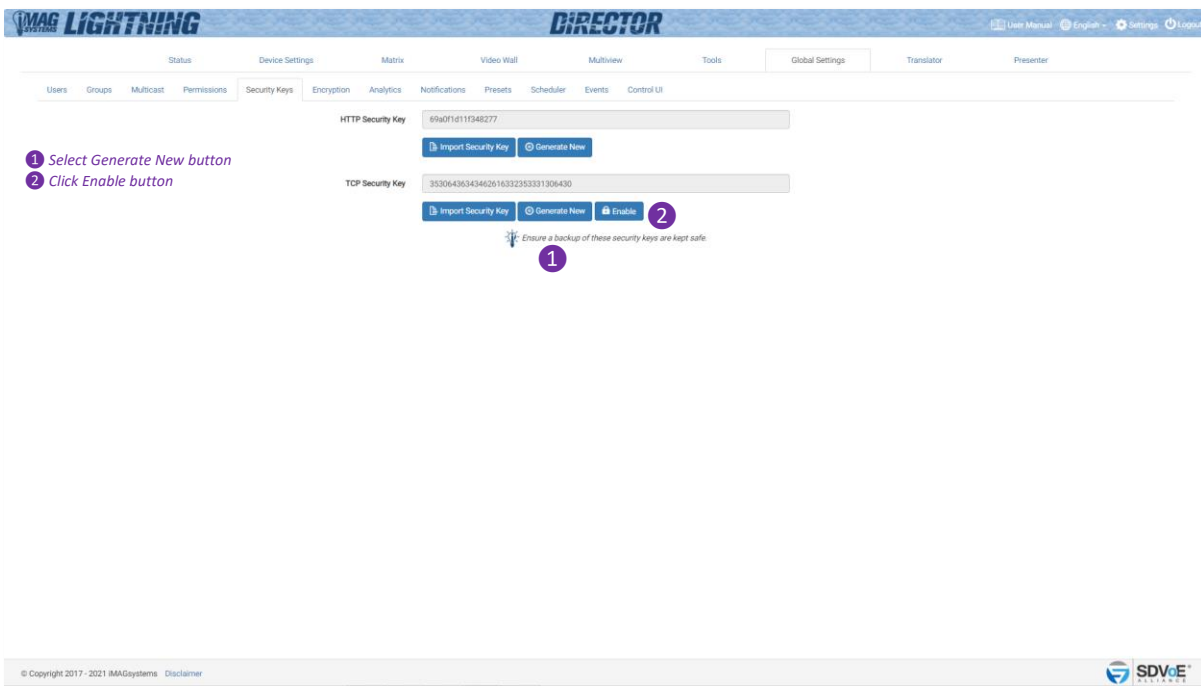 iMAG SYSTEMS LIGHTNING DiRECTOR User Manual English Settings Logout
Status Device Settings Matrix Video Wall Multiview Tools Global Settings Translator Presenter
Users Groups Multicast Permissions Security Keys Encryption Analytics Notifications Presets Scheduler Events Control UI
HTTP Security Key 69a0f1d11f348277
Import Security Key Generate New
1 Select Generate New button
2 Click Enable button
TCP Security Key 35306436343462616332353331306430
Import Security Key Generate New Enable 2
Ensure a backup of these security keys are kept safe.
1
© Copyright 2017 - 2021 iMAGsystems Disclaimer
SDVoE
ALLIANCE